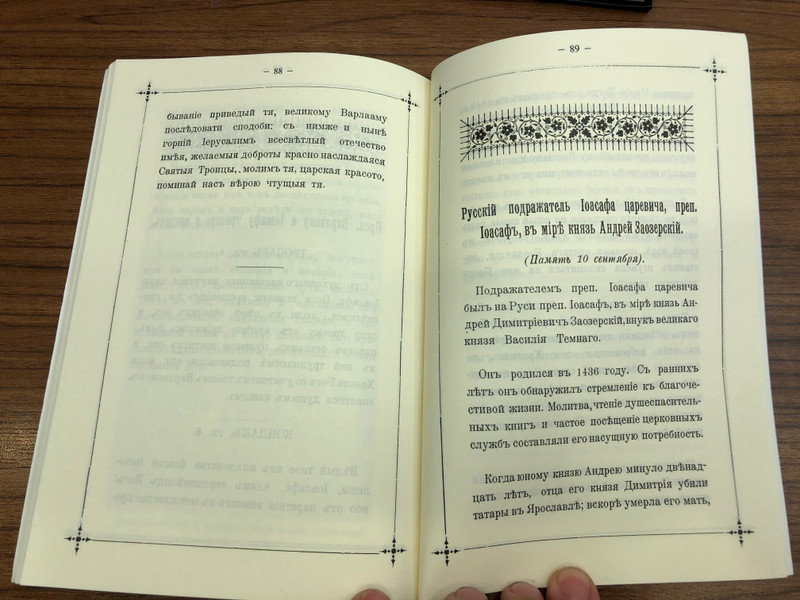 — 88 —
бываніе приведый тя, великому Варлааму
послѣдовати сподоби: съ нимже и нынѣ
горній Іерусалимъ всесвѣтлый отечество
имѣя, желаемыя доброты красно наслаждаяся
Святыя Троицы, молимъ тя, царская красото,
поминай насъ вѣрою чтущыя тя.
— 89 —
Русскій подражатель Іоасафа царевича, преп.
Іоасафъ, въ мірѣ князь Андрей Заозерскій.
(Память 10 сентября).
Подражателемъ преп. Іоасафа царевича
былъ на Руси преп. Іоасафъ, въ мірѣ князь Ан-
дрей Димитріевичъ Заозерскій, внукъ великаго
князя Василія Темнаго.
Онъ родился въ 1436 году. Съ раннихъ
лѣтъ онъ обнаружилъ стремленіе къ благоче-
стивой жизни. Молитва, чтеніе душеспаситель-
ныхъ книгъ и частое посѣщеніе церковныхъ
службъ составляли его насущную потребность.
Когда юному князю Андрею минуло двѣнад-
цать лѣтъ, отца его князя Димитрія убили
татары въ Ярославлѣ; вскорѣ умерла его мать,